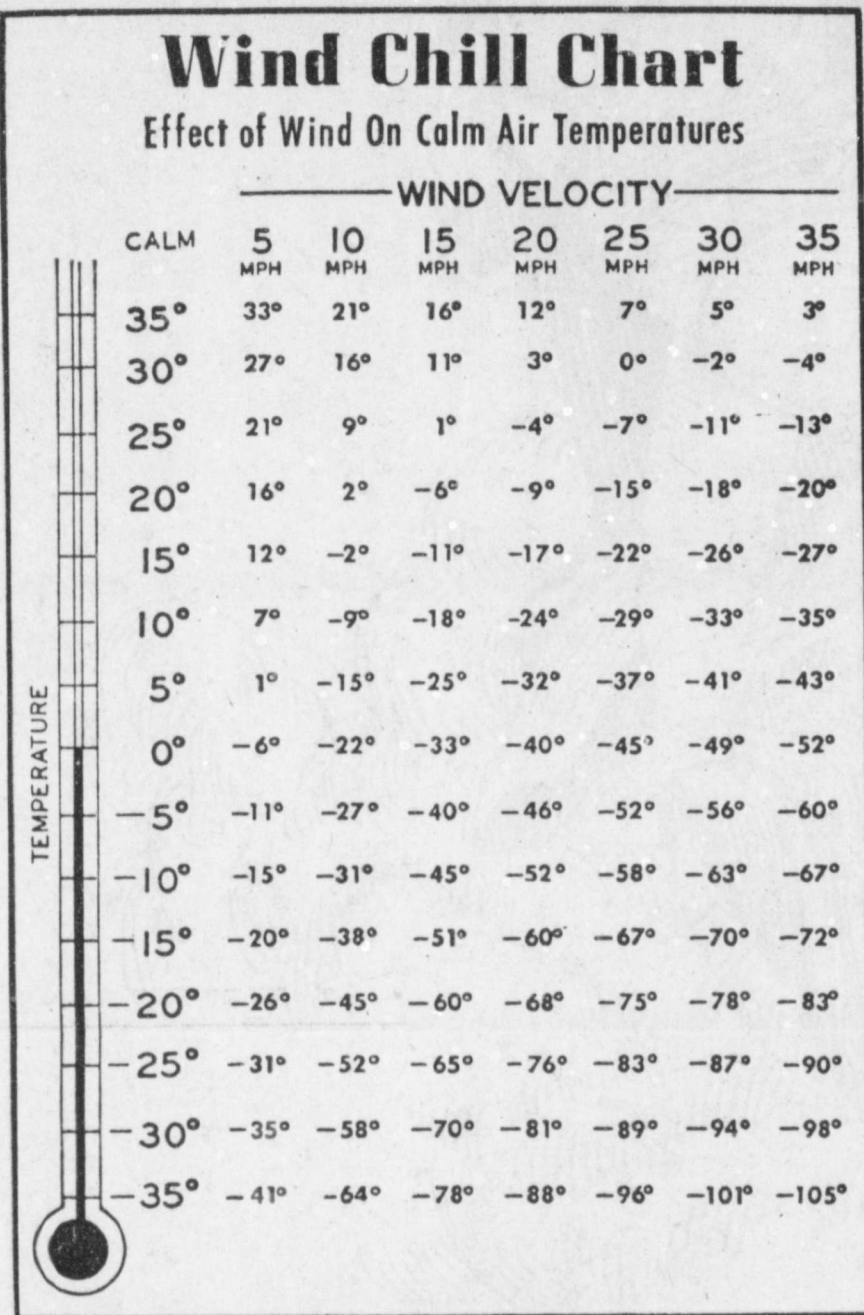 Wind Chill Chart
Effect of Wind On Calm Air Temperatures
WIND VELOCITY
CALM 5 10 15 20 25 30 35
MPH MPH MPH MPH MPH MPH MPH
35° 33° 21° 16° 12° 7° 5° 3°
30° 27° 16° 11° 3° 0° -2° -4°
25° 21° 9° 1° -4° -7° -11° -13°
20° 16° 2° -6° -9° -15° -18° -20°
15° 12° -2° -11° -17° -22° -26° -27°
10° 7° -9° -18° -24° -29° -33° -35°
5° 1° -15° -25° -32° -37° -41° -43°
0° -6° -22° -33° -40° -45° -49° -52°
-5° -11° -27° -40° -46° -52° -56° -60°
-10° -15° -31° -45° -52° -58° -63° -67°
-15° -20° -38° -51° -60° -67° -70° -72°
-20° -26° -45° -60° -68° -75° -78° -83°
-25° -31° -52° -65° -76° -83° -87° -90°
-30° -35° -58° -70° -81° -89° -94° -98°
-35° -41° -64° -78° -88° -96° -101° -105°
TEMPERATURE